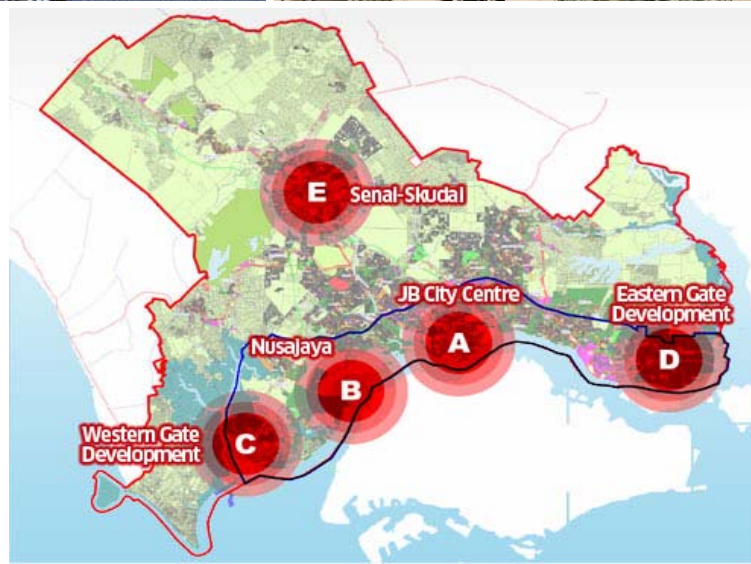 E
Senai-Skudai
JB City Centre
A
Eastern Gate
Development
D
Nusajaya
B
Western Gate
Development
C